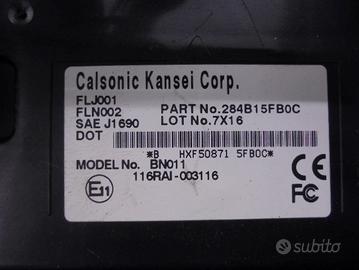 Calsonic Kansei Corp.
FLJ001
FLN002 PART No.284B15FB0C
SAE J1690 LOT No.7X16
DOT
*B HXF50871 5FB0C*
MODEL No. BN011
116RAI-003116
E11
CE
FC
subito